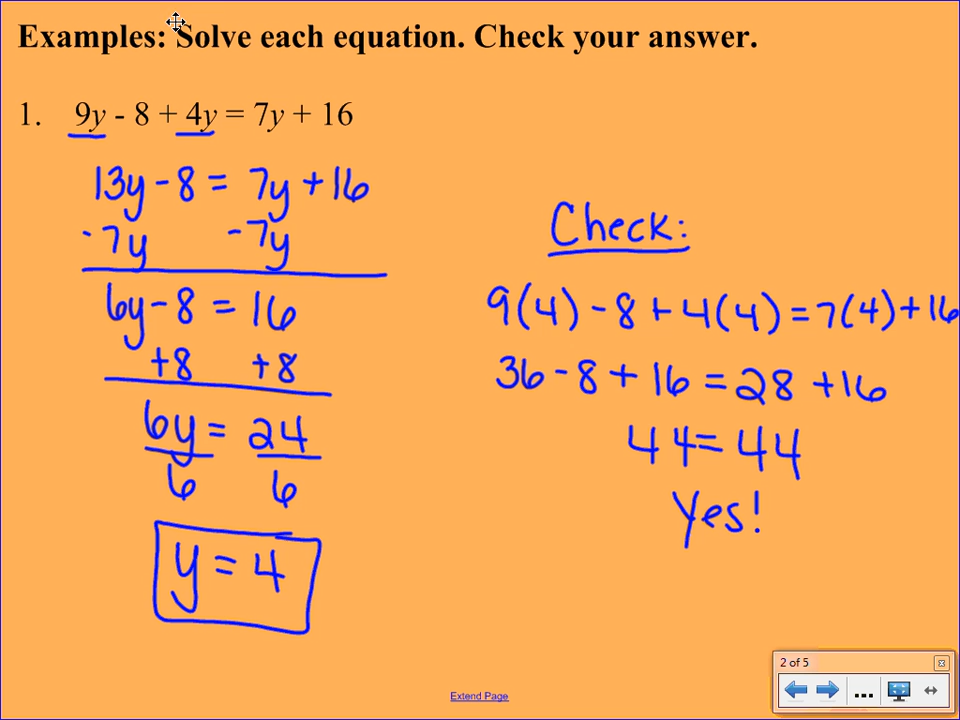 Examples: Solve each equation. Check your answer.
1. 9y - 8 + 4y = 7y + 16
13y - 8 = 7y + 16
-7y -7y
6y - 8 = 16
+8 +8
6y = 24
6 6
y = 4
Check:
9(4) - 8 + 4(4) = 7(4) + 16
36 - 8 + 16 = 28 + 16
44 = 44
Yes!
2 of 5
...
Extend Page